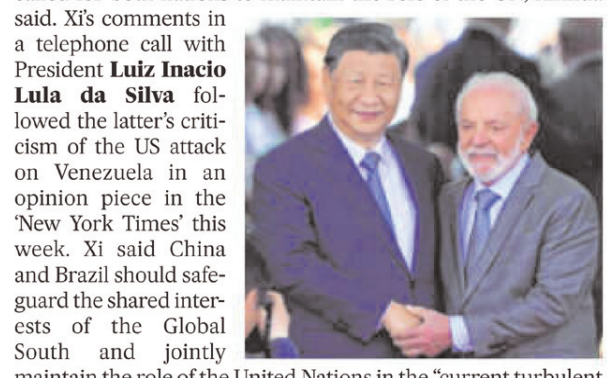 said. Xi's comments in
a telephone call with
President Luiz Inacio
Lula da Silva fol-
lowed the latter's criti-
cism of the US attack
on Venezuela in an
opinion piece in the
'New York Times' this
week. Xi said China
and Brazil should safe-
guard the shared inter-
ests of the Global
South and jointly
maintain the role of the United Nations in the "current turbulent